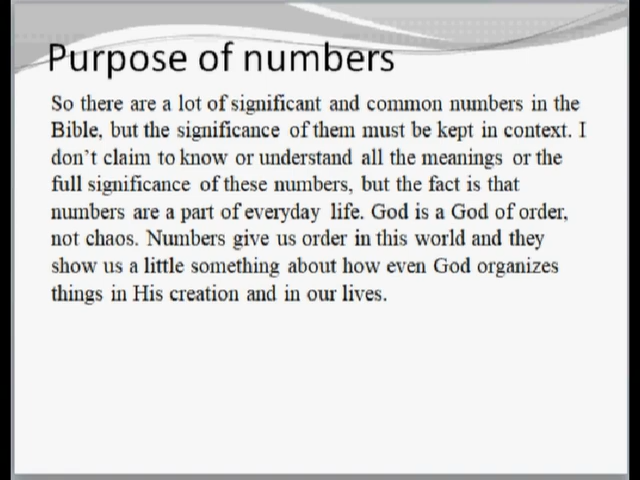 Purpose of numbers
So there are a lot of significant and common numbers in the
Bible, but the significance of them must be kept in context. I
don't claim to know or understand all the meanings or the
full significance of these numbers, but the fact is that
numbers are a part of everyday life. God is a God of order,
not chaos. Numbers give us order in this world and they
show us a little something about how even God organizes
things in His creation and in our lives.